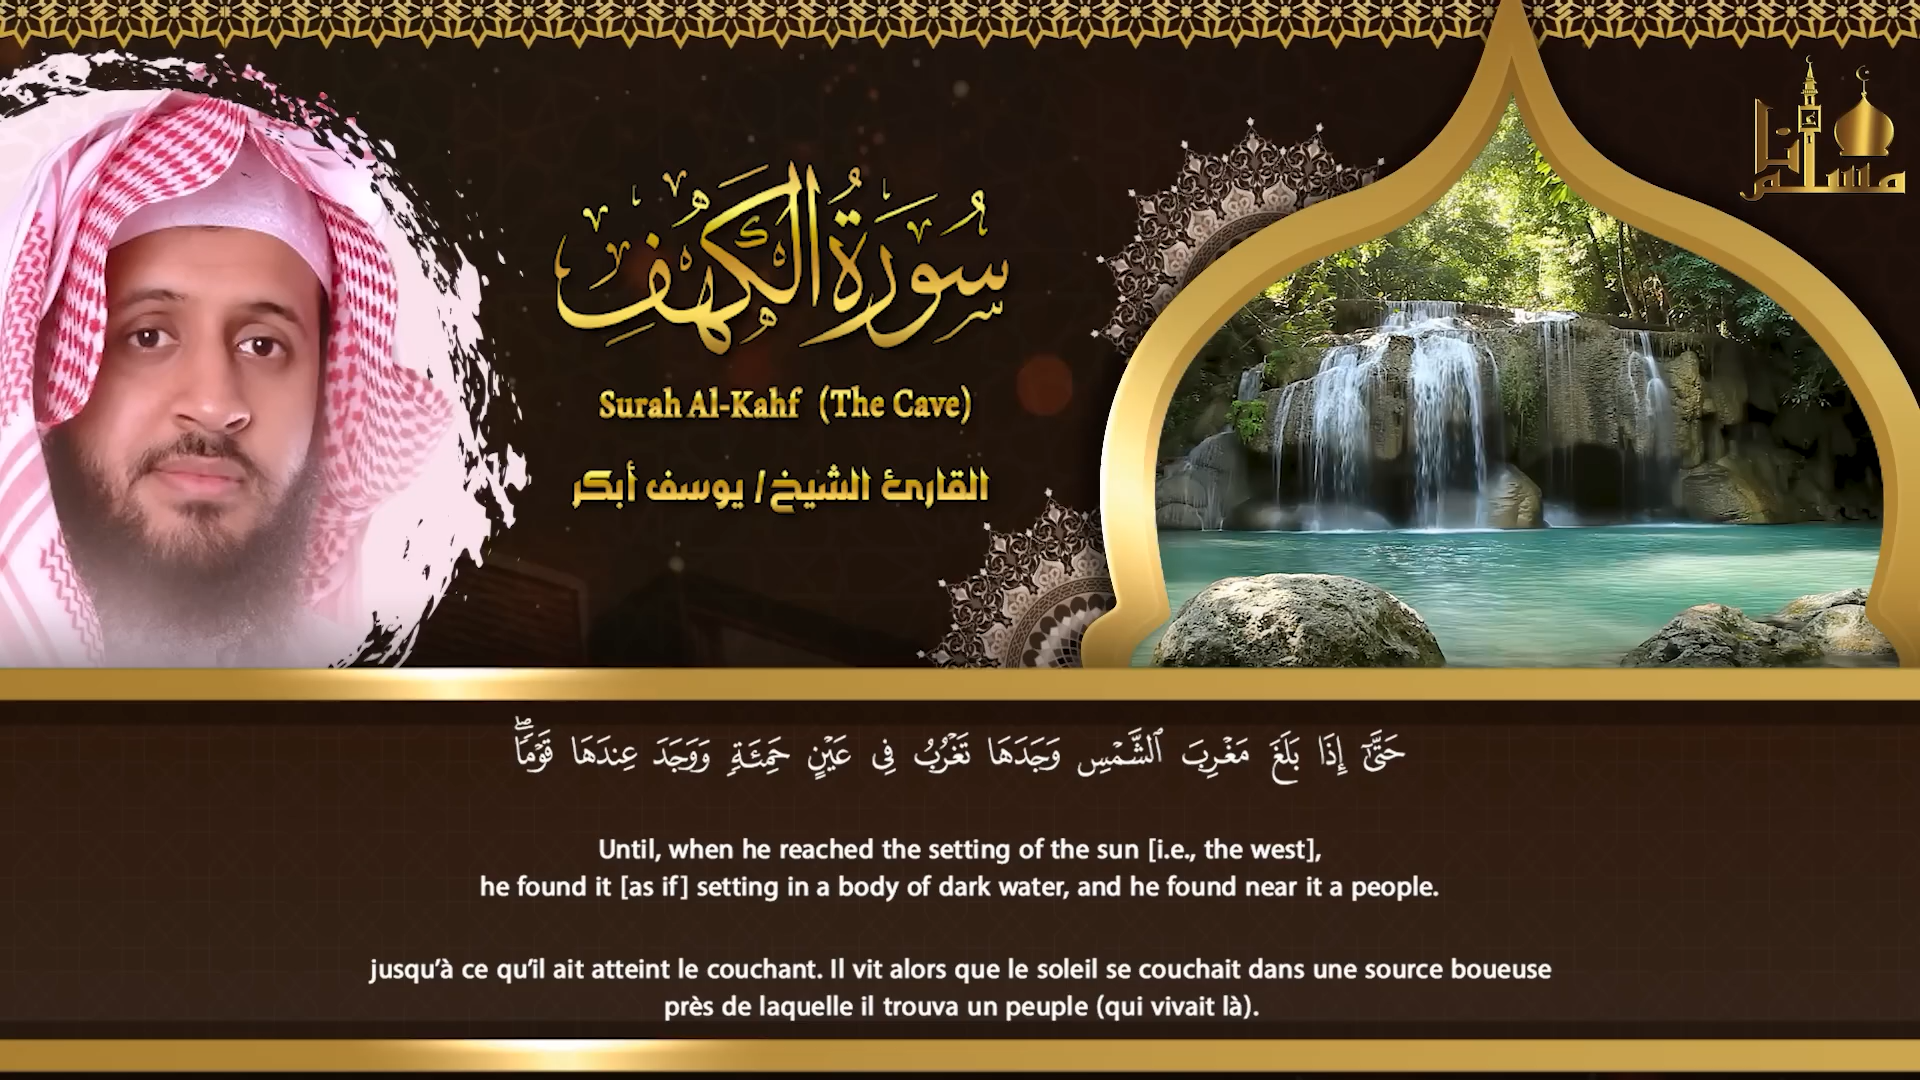 سُورَةُ الكَهْفِ
Surah Al-Kahf (The Cave)
القارئ الشيخ/ يوسف أبكر
أنا مسلم
حَتَّىٰٓ إِذَا بَلَغَ مَغْرِبَ ٱلشَّمْسِ وَجَدَهَا تَغْرُبُ فِى عَيْنٍ حَمِئَةٍۢ وَوَجَدَ عِندَهَا قَوْمًۭا ۖ
Until, when he reached the setting of the sun [i.e., the west],
he found it [as if] setting in a body of dark water, and he found near it a people.
jusqu’à ce qu’il ait atteint le couchant. Il vit alors que le soleil se couchait dans une source boueuse
près de laquelle il trouva un peuple (qui vivait là).